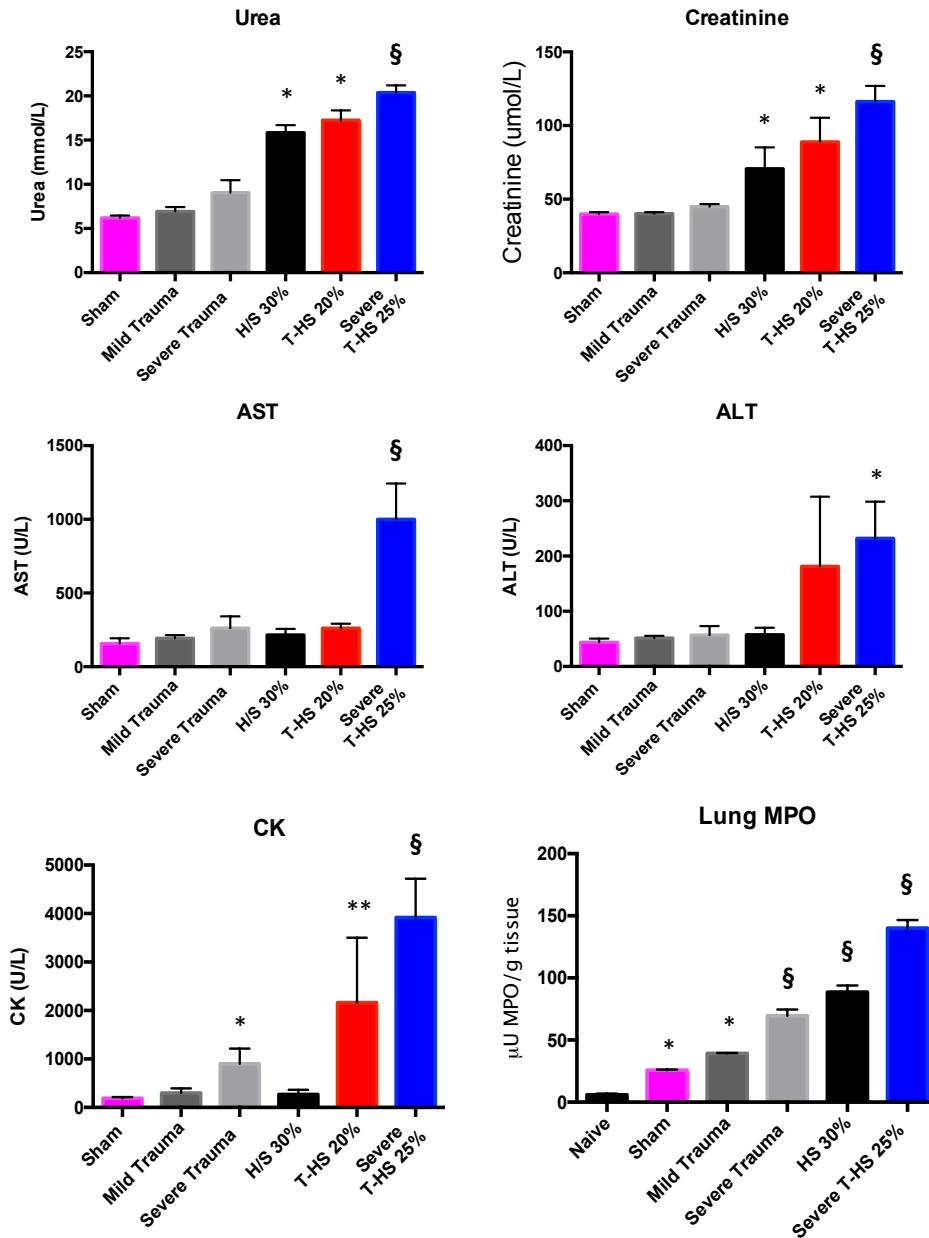 Urea
Urea (mmol/L)
25
20
15
10
5
0
*
*
§
Sham
Mild Trauma
Severe Trauma
H/S 30%
T-HS 20%
Severe
T-HS 25%
Creatinine
Creatinine (umol/L)
150
100
50
0
*
*
§
Sham
Mild Trauma
Severe Trauma
H/S 30%
T-HS 20%
Severe
T-HS 25%
AST
AST (U/L)
1500
1000
500
0
§
Sham
Mild Trauma
Severe Trauma
H/S 30%
T-HS 20%
Severe
T-HS 25%
ALT
ALT (U/L)
400
300
200
100
0
*
Sham
Mild Trauma
Severe Trauma
H/S 30%
T-HS 20%
Severe
T-HS 25%
CK
CK (U/L)
5000
4000
3000
2000
1000
0
*
**
§
Sham
Mild Trauma
Severe Trauma
H/S 30%
T-HS 20%
Severe
T-HS 25%
Lung MPO
µU MPO/g tissue
200
150
100
50
0
*
*
§
§
§
Naive
Sham
Mild Trauma
Severe Trauma
HS 30%
Severe T-HS 25%